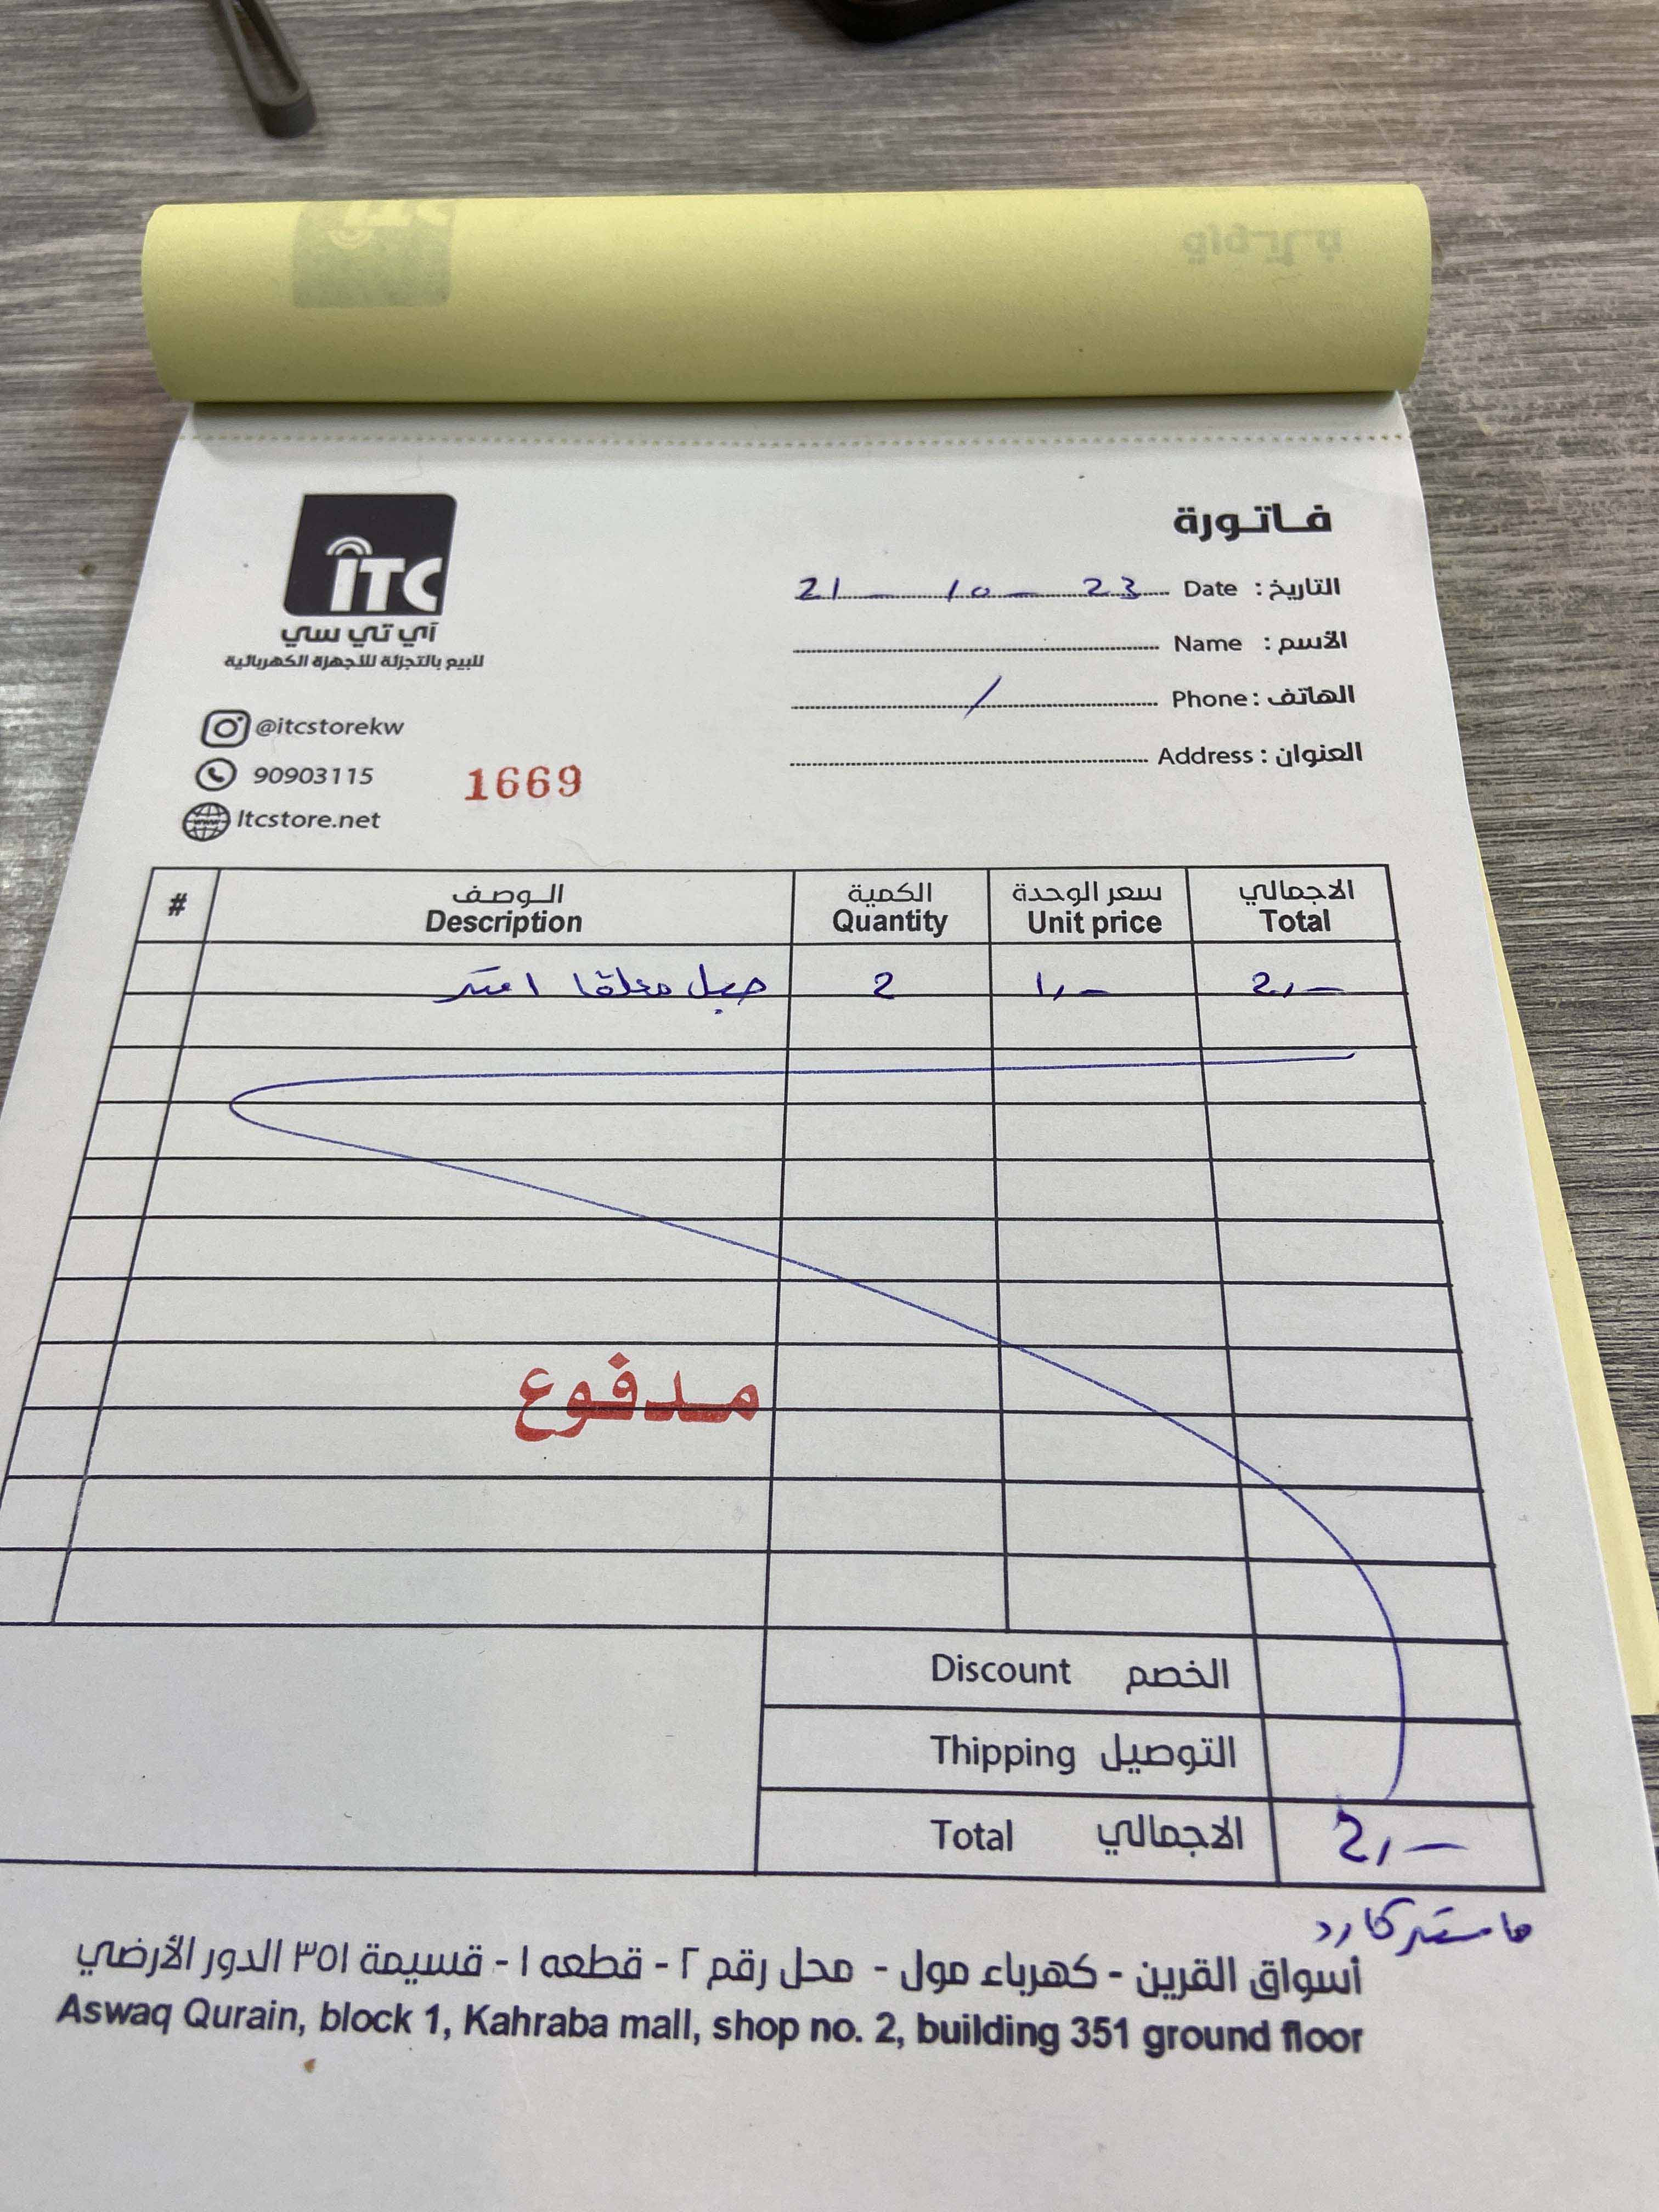 فاتورة
ITC
آي تي سي
للبيع بالتجزئة للأجهزة الكهربائية
التاريخ : Date 21 - 10 - 23
الاسم : Name
الهاتف : Phone /
العنوان : Address
@itcstorekw
90903115
1669
Itcstore.net
# الوصف الكمية سعر الوحدة الاجمالي
Description Quantity Unit price Total
حبل 1 متر 2 1,- 2,-
مدفوع
Discount الخصم
Thipping التوصيل
Total الاجمالي 2,-
ماستر كارد
أسواق القرين - كهرباء مول - محل رقم ٢ - قطعه ١ - قسيمة ٣٥١ الدور الأرضي
Aswaq Qurain, block 1, Kahraba mall, shop no. 2, building 351 ground floor